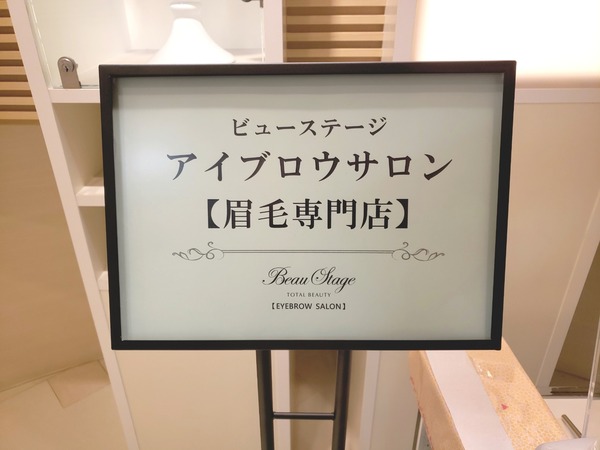 ビューステージ
アイブロウサロン
【眉毛専門店】
Beau Stage
TOTAL BEAUTY
【EYEBROW SALON】